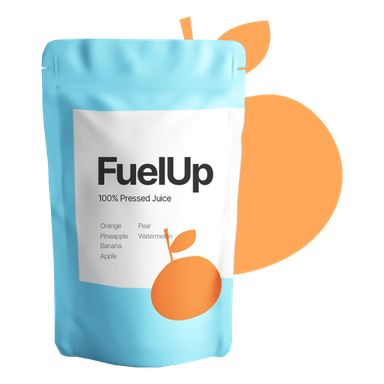 FuelUp
100% Pressed Juice
Orange Pear
Pineapple Watermelon
Banana
Apple